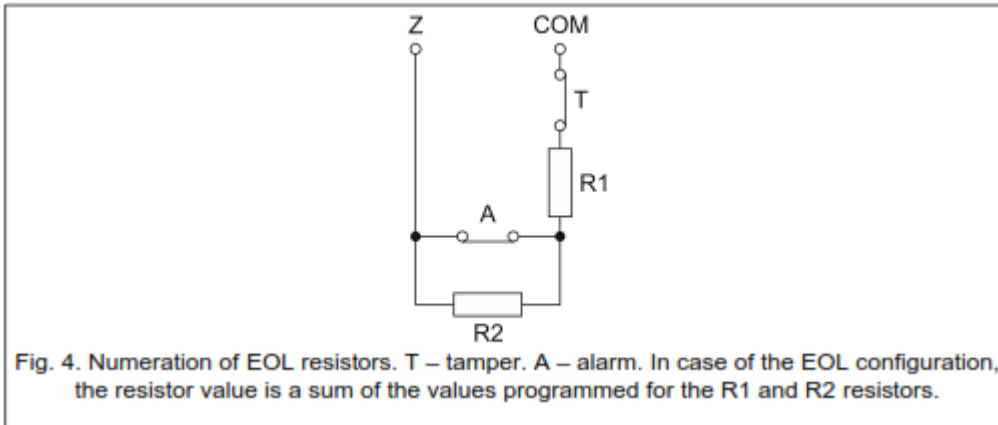 Z
COM
T
R1
A
R2
Fig. 4. Numeration of EOL resistors. T – tamper. A – alarm. In case of the EOL configuration,
the resistor value is a sum of the values programmed for the R1 and R2 resistors.